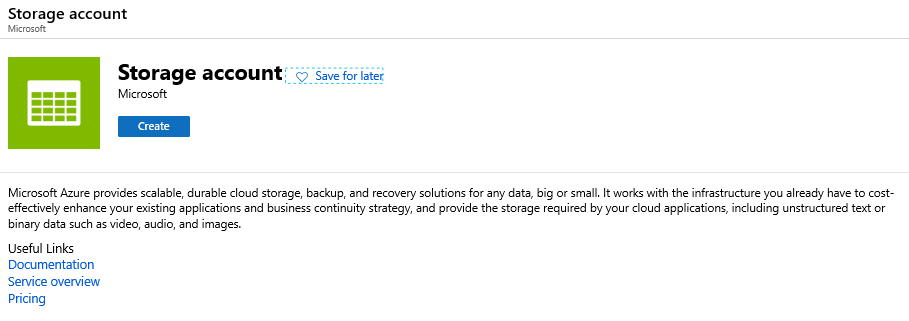 Storage account
Microsoft
Storage account
Save for later
Microsoft
Create
Microsoft Azure provides scalable, durable cloud storage, backup, and recovery solutions for any data, big or small. It works with the infrastructure you already have to cost-
effectively enhance your existing applications and business continuity strategy, and provide the storage required by your cloud applications, including unstructured text or
binary data such as video, audio, and images.
Useful Links
Documentation
Service overview
Pricing